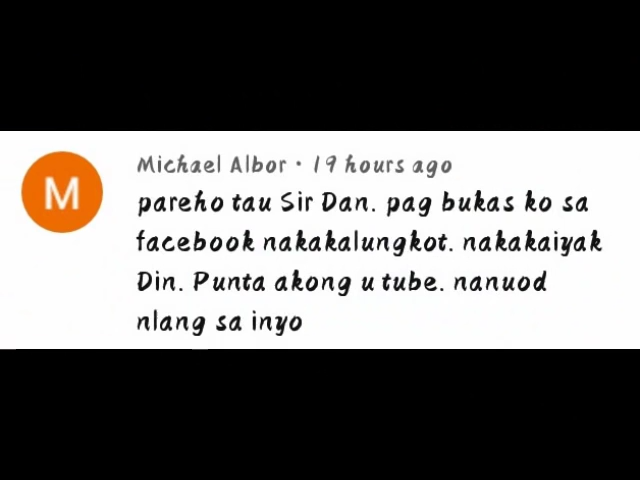 M
Michael Albor • 19 hours ago
pareho tau Sir Dan. pag bukas ko sa
facebook nakakalungkot. nakakaiyak
Din. Punta akong u tube. nanuod
nlang sa inyo